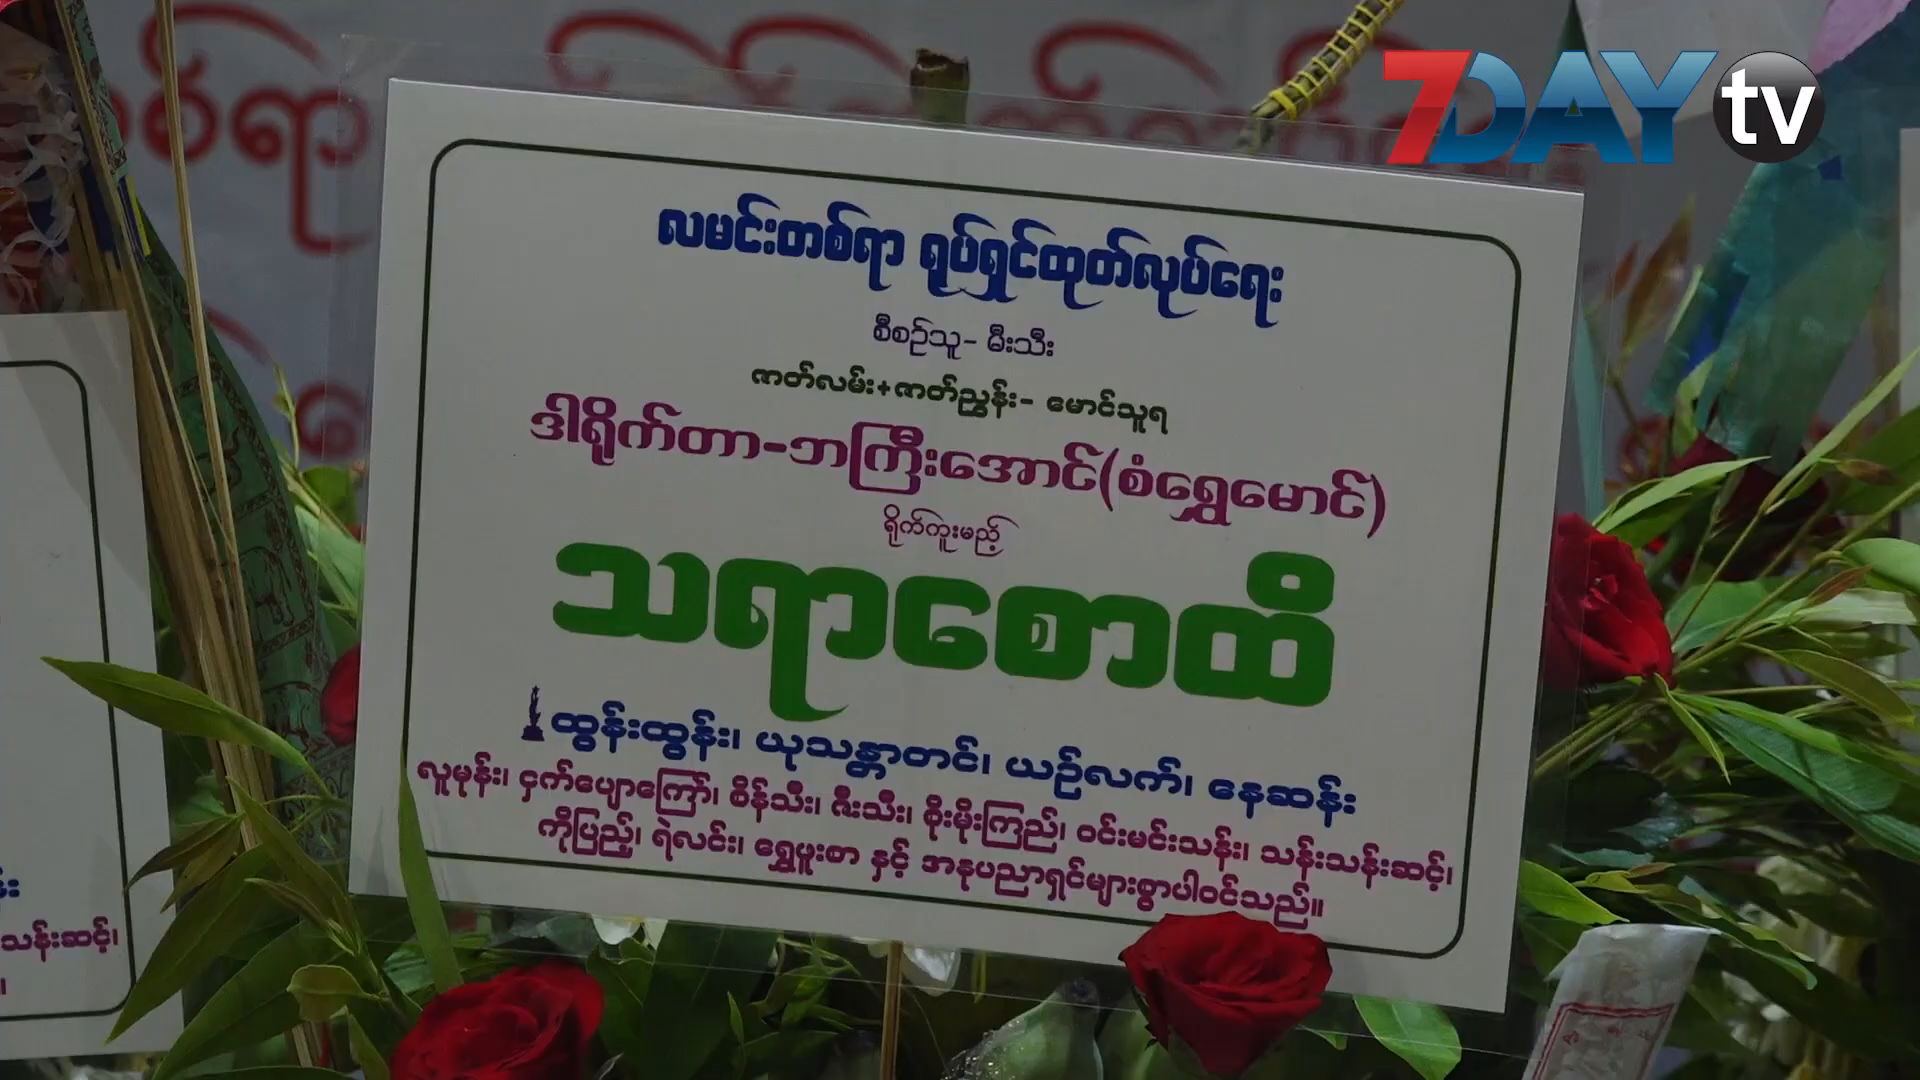 7DAY tv
လမင်းတစ်ရာ ရုပ်ရှင်ထုတ်လုပ်ရေး
စီစဉ်သူ- မီးသီး
ဇာတ်လမ်း+ဇာတ်ညွှန်း- မောင်သူရ
ဒါရိုက်တာ-ဘကြီးအောင်(စံရွှေမောင်)
ရိုက်ကူးမည့်
သရာစောထိ
ထွန်းထွန်း၊ ယုသန္တာတင်၊ ယဉ်လက်၊ နေဆန်း
လူမုန်း၊ ငှက်ပျောကြော်၊ စိန်သီး၊ ဇီးသီး၊ စိုးမိုးကြည်၊ ဝင်းမင်းသန်း၊ သန်းသန်းဆင့်၊
ကိုပြည့်၊ ရဲလင်း၊ ရွှေဖူးစာ နှင့် အနုပညာရှင်များစွာပါဝင်သည်။
သန်းဆင့်၊